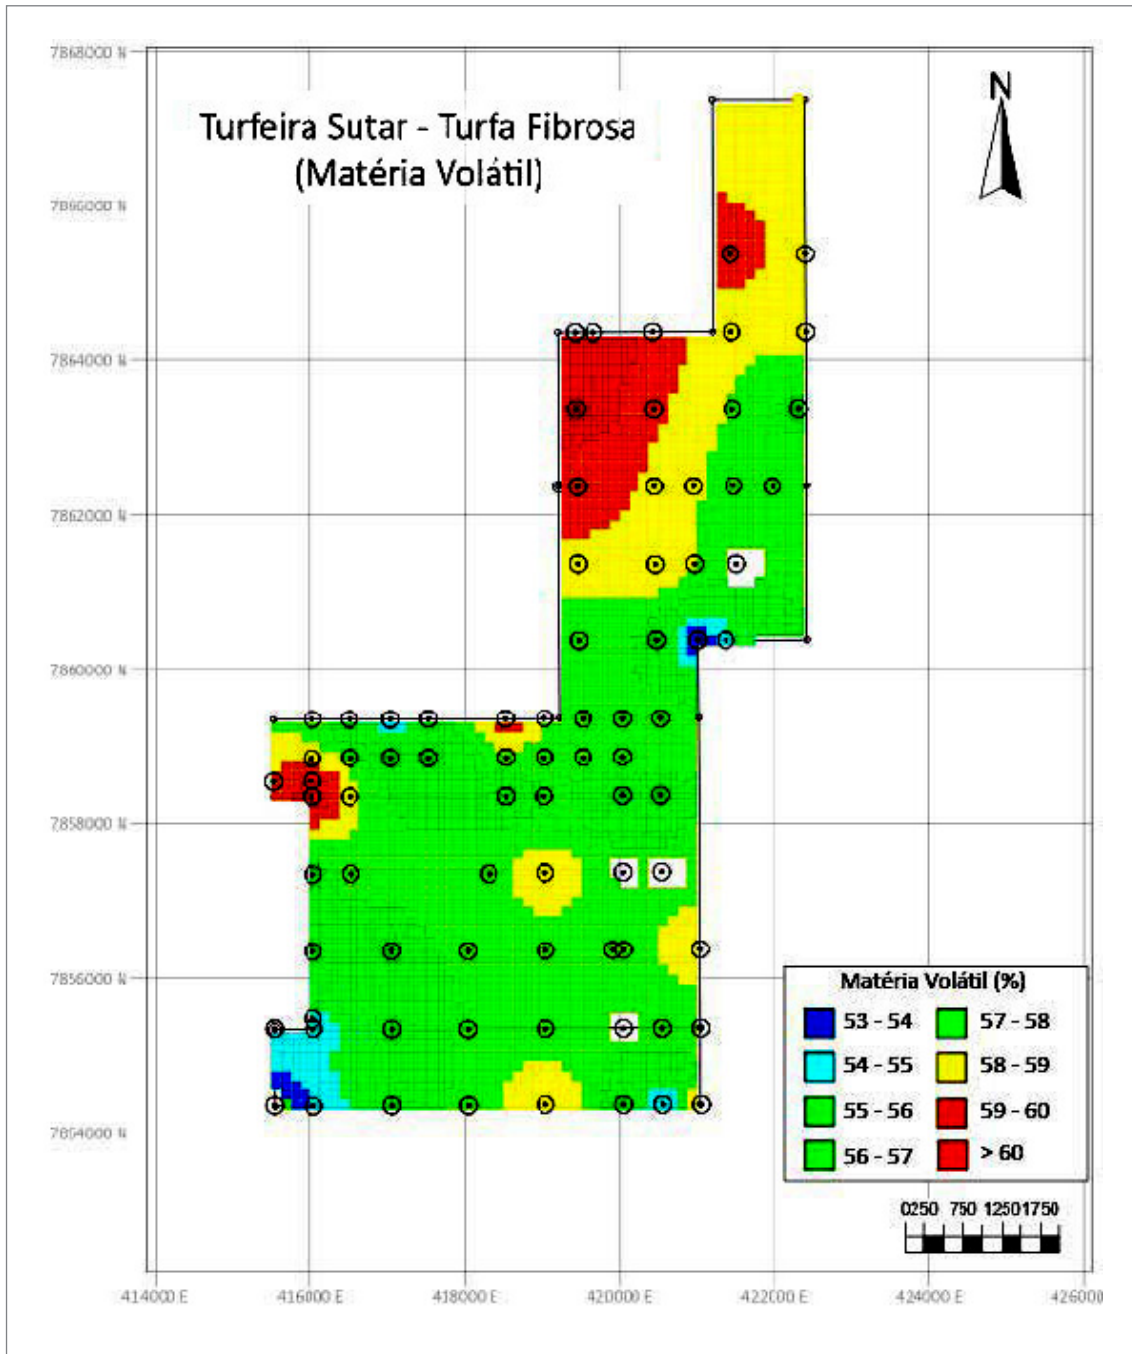 7868000 N
Turfeira Sutar - Turfa Fibrosa
(Matéria Volátil)
N
7866000 N
7864000 N
7862000 N
7860000 N
7858000 N
7856000 N
7854000 N
Matéria Volátil (%)
53 - 54
57 - 58
54 - 55
58 - 59
55 - 56
59 - 60
56 - 57
> 60
0250 750 12501750
414000 E 416000 E 418000 E 420000 E 422000 E 424000 E 426000